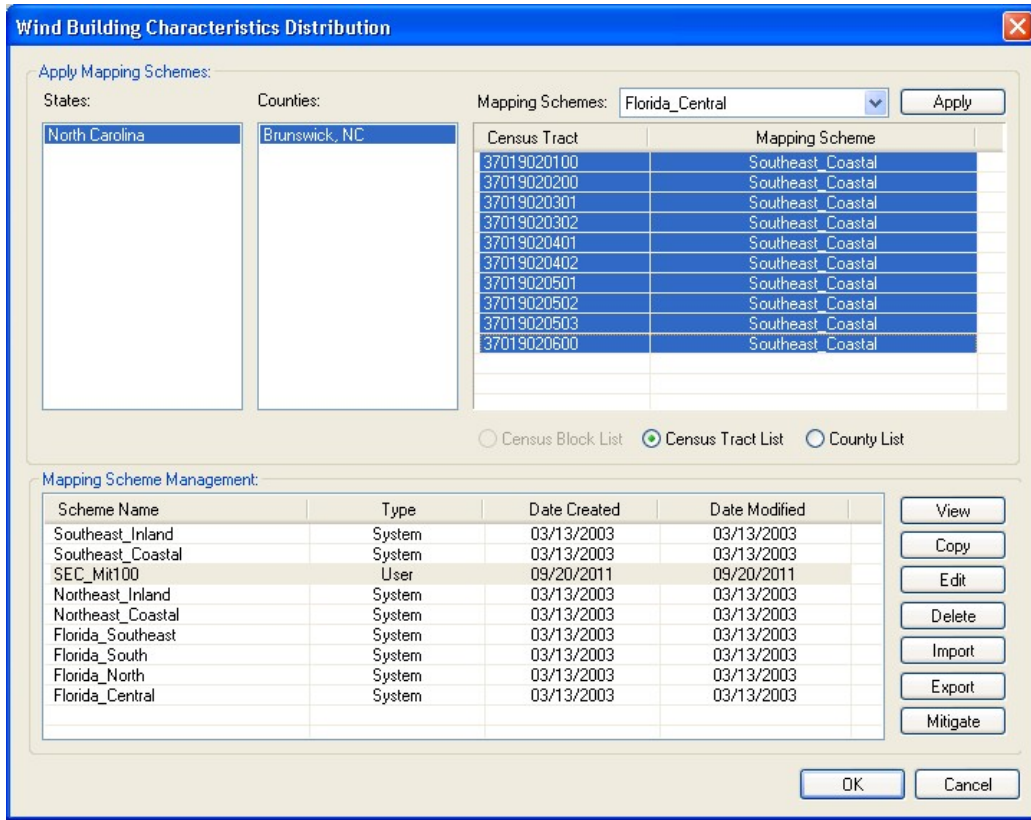 Wind Building Characteristics Distribution
Apply Mapping Schemes:
States: Counties: Mapping Schemes: Florida_Central Apply
North Carolina Brunswick, NC Census Tract Mapping Scheme
37019020100 Southeast_Coastal
37019020200 Southeast_Coastal
37019020301 Southeast_Coastal
37019020302 Southeast_Coastal
37019020401 Southeast_Coastal
37019020402 Southeast_Coastal
37019020501 Southeast_Coastal
37019020502 Southeast_Coastal
37019020503 Southeast_Coastal
37019020600 Southeast_Coastal
Census Block List Census Tract List County List
Mapping Scheme Management:
Scheme Name Type Date Created Date Modified View
Southeast_Inland System 03/13/2003 03/13/2003
Southeast_Coastal System 03/13/2003 03/13/2003 Copy
SEC_Mit100 User 09/20/2011 09/20/2011 Edit
Northeast_Inland System 03/13/2003 03/13/2003
Northeast_Coastal System 03/13/2003 03/13/2003 Delete
Florida_Southeast System 03/13/2003 03/13/2003
Florida_South System 03/13/2003 03/13/2003 Import
Florida_North System 03/13/2003 03/13/2003
Florida_Central System 03/13/2003 03/13/2003 Export
Mitigate
OK Cancel